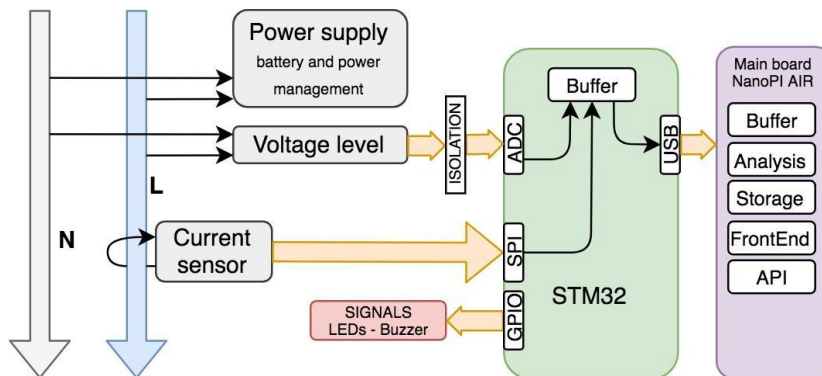 Power supply
battery and power
management
Voltage level
ISOLATION
ADC
Buffer
USB
Main board
NanoPI AIR
Buffer
Analysis
Storage
FrontEnd
API
L
N
Current
sensor
SPI
STM32
GPIO
SIGNALS
LEDs - Buzzer